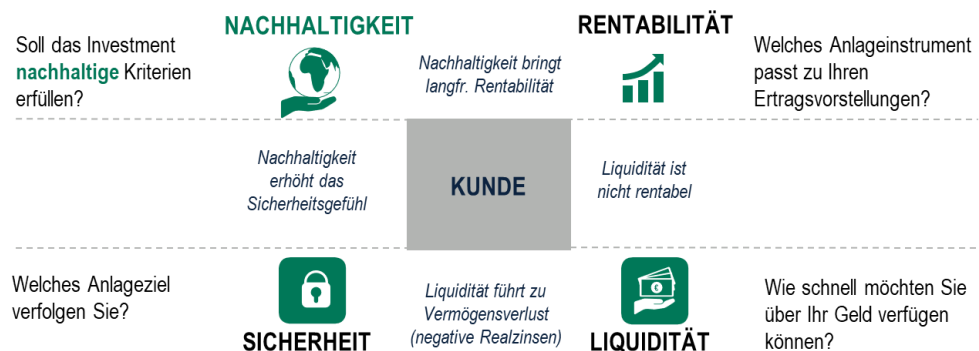 NACHHALTIGKEIT
RENTABILITÄT
Soll das Investment
nachhaltige Kriterien
erfüllen?
Nachhaltigkeit bringt
langfr. Rentabilität
Welches Anlageinstrument
passt zu Ihren
Ertragsvorstellungen?
Nachhaltigkeit
erhöht das
Sicherheitsgefühl
KUNDE
Liquidität ist
nicht rentabel
Welches Anlageziel
verfolgen Sie?
SICHERHEIT
Liquidität führt zu
Vermögensverlust
(negative Realzinsen)
€
LIQUIDITÄT
Wie schnell möchten Sie
über Ihr Geld verfügen
können?